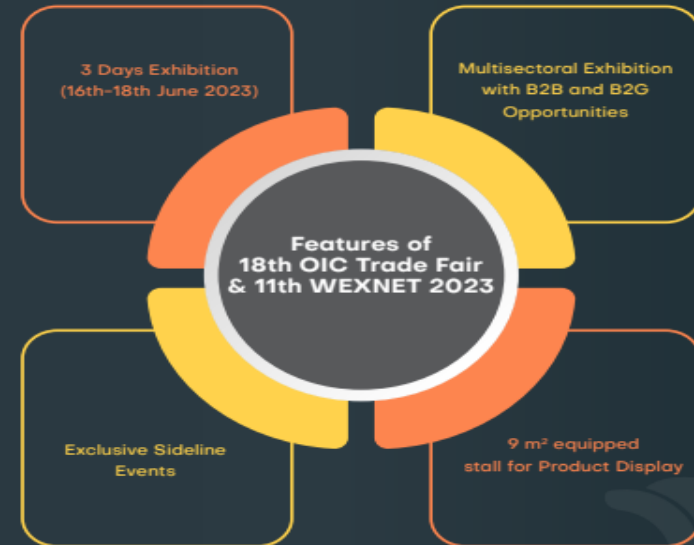 3 Days Exhibition
(16th-18th June 2023)
Multisectoral Exhibition
with B2B and B2G
Opportunities
Features of
18th OIC Trade Fair
& 11th WEXNET 2023
Exclusive Sideline
Events
9 m² equipped
stall for Product Display